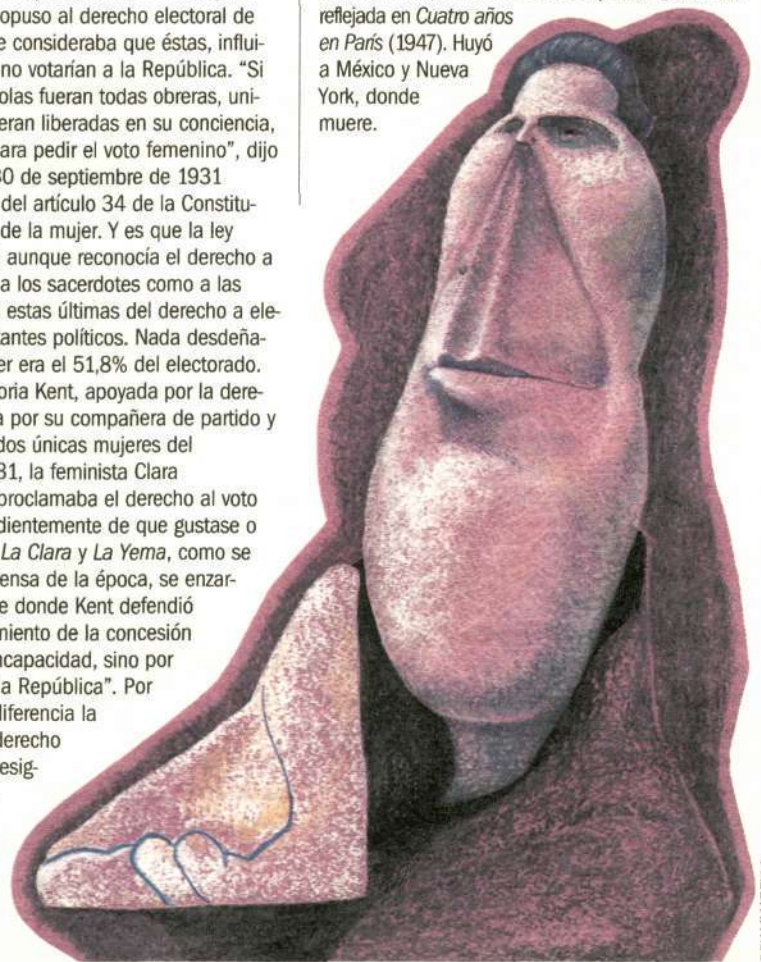 opuso al derecho electoral de
e consideraba que éstas, influi-
no votarían a la República. “Si
olas fueran todas obreras, uni-
eran liberadas en su conciencia,
ara pedir el voto femenino”, dijo
30 de septiembre de 1931
del artículo 34 de la Constitu-
de la mujer. Y es que la ley
aunque reconocía el derecho a
a los sacerdotes como a las
estas últimas del derecho a ele-
tantes políticos. Nada desdeña-
er era el 51,8% del electorado.
oria Kent, apoyada por la dere-
a por su compañera de partido y
dos únicas mujeres del
31, la feminista Clara
proclamaba el derecho al voto
dientemente de que gustase o
La Clara y La Yema, como se
ensa de la época, se enzar-
e donde Kent defendió
miento de la concesión
ncapacidad, sino por
a República”. Por
diferencia la
derecho
esig-
reflejada en Cuatro años
en París (1947). Huyó
a México y Nueva
York, donde
muere.